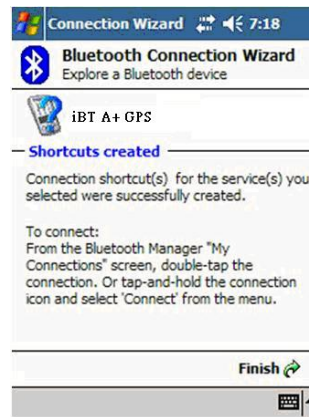 Connection Wizard 7:18
Bluetooth Connection Wizard
Explore a Bluetooth device
iBT A+ GPS
Shortcuts created
Connection shortcut(s) for the service(s) you
selected were successfully created.
To connect:
From the Bluetooth Manager "My
Connections" screen, double-tap the
connection. Or tap-and-hold the connection
icon and select 'Connect' from the menu.
Finish